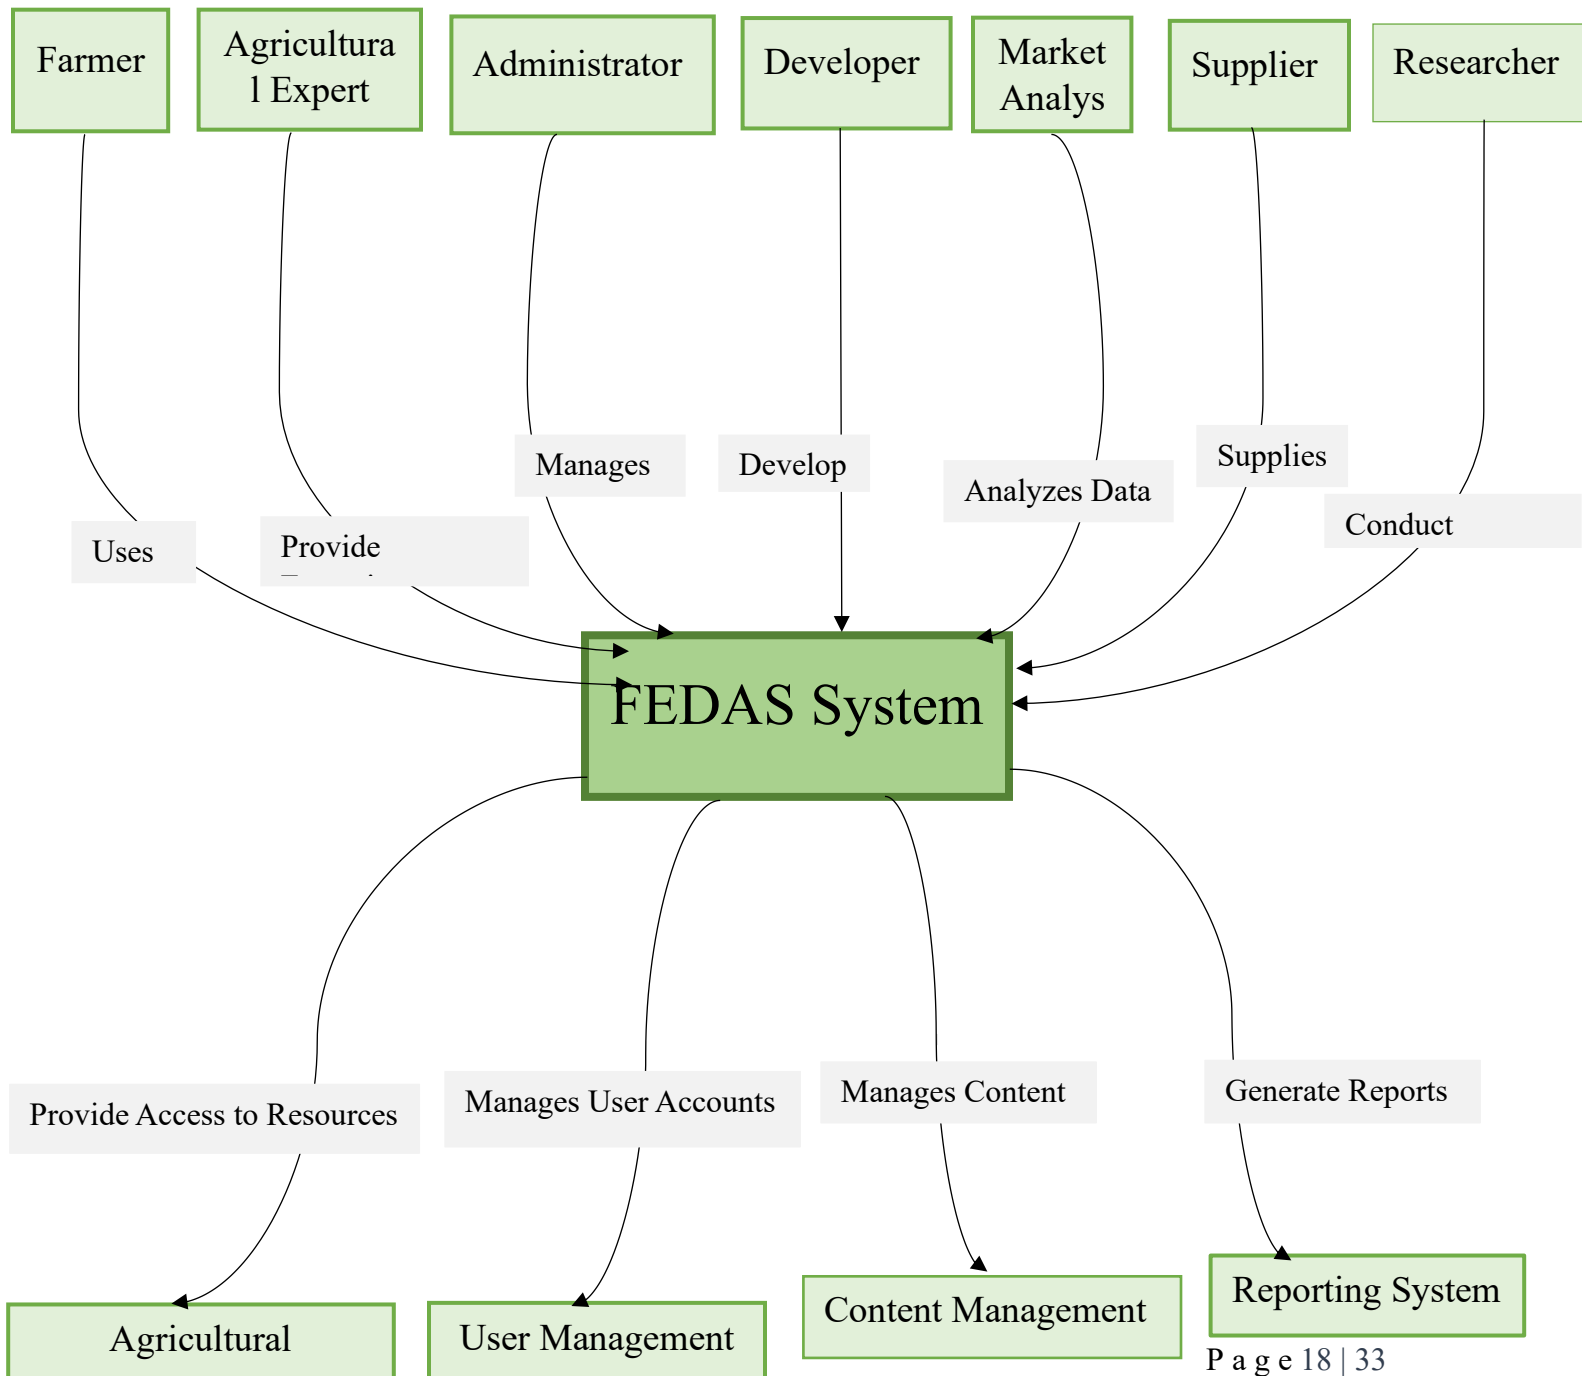 Farmer
Agricultura
l Expert
Administrator
Developer
Market
Analys
Supplier
Researcher
Manages
Develop
Analyzes Data
Supplies
Conduct
Uses
Provide
FEDAS System
Provide Access to Resources
Manages User Accounts
Manages Content
Generate Reports
Agricultural
User Management
Content Management
Reporting System
P a g e 18 | 33